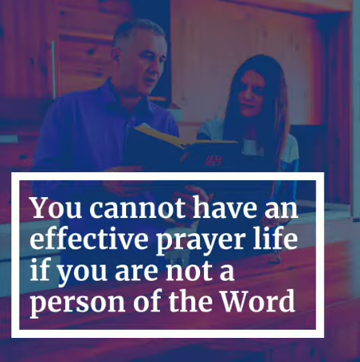 You cannot have an
effective prayer life
if you are not a
person of the Word